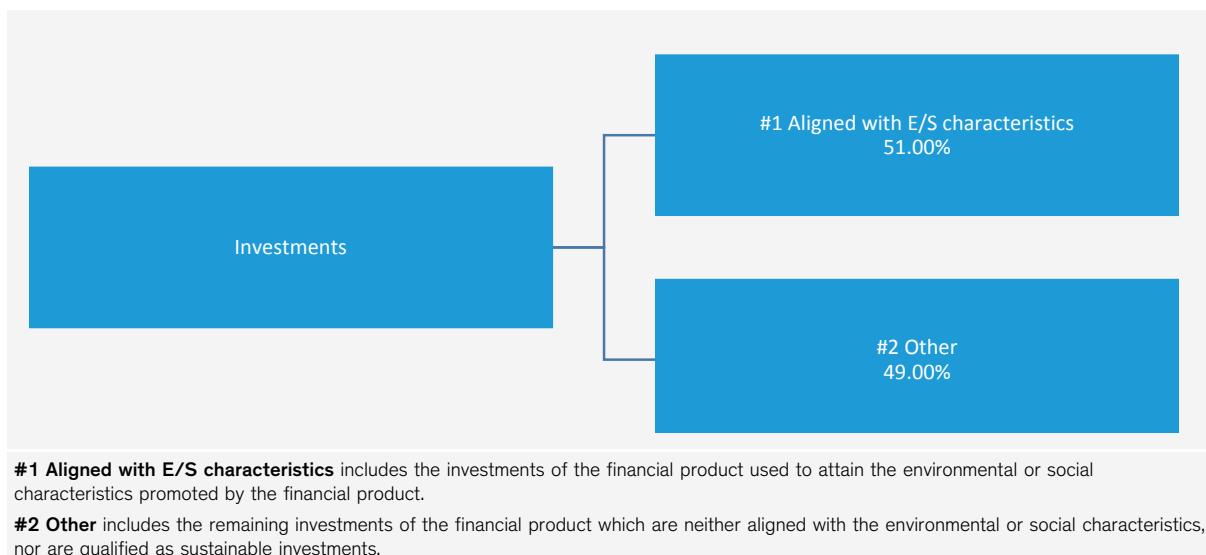 #1 Aligned with E/S characteristics
51.00%
Investments
#2 Other
49.00%
#1 Aligned with E/S characteristics includes the investments of the financial product used to attain the environmental or social
characteristics promoted by the financial product.
#2 Other includes the remaining investments of the financial product which are neither aligned with the environmental or social characteristics,
nor are qualified as sustainable investments.